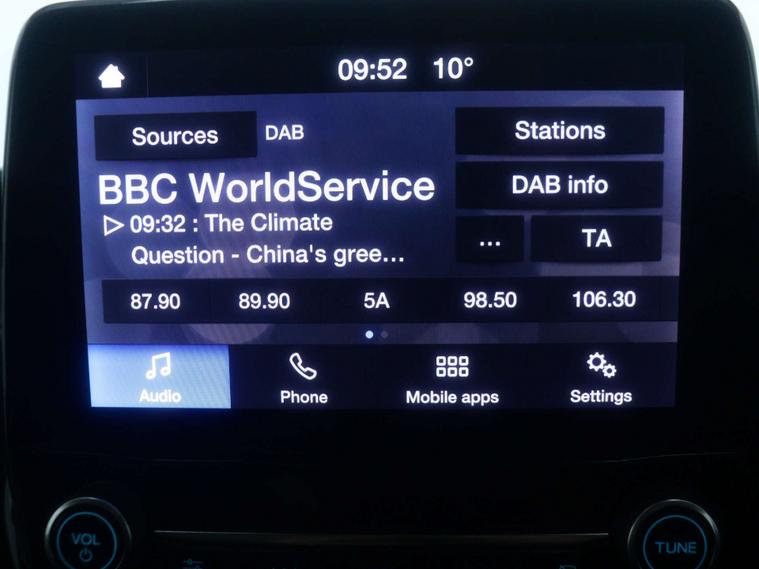 09:52 10°
Sources DAB Stations
BBC WorldService DAB info
09:32 : The Climate
Question - China's gree...
... TA
87.90 89.90 5A 98.50 106.30
Audio Phone Mobile apps Settings
VOL TUNE